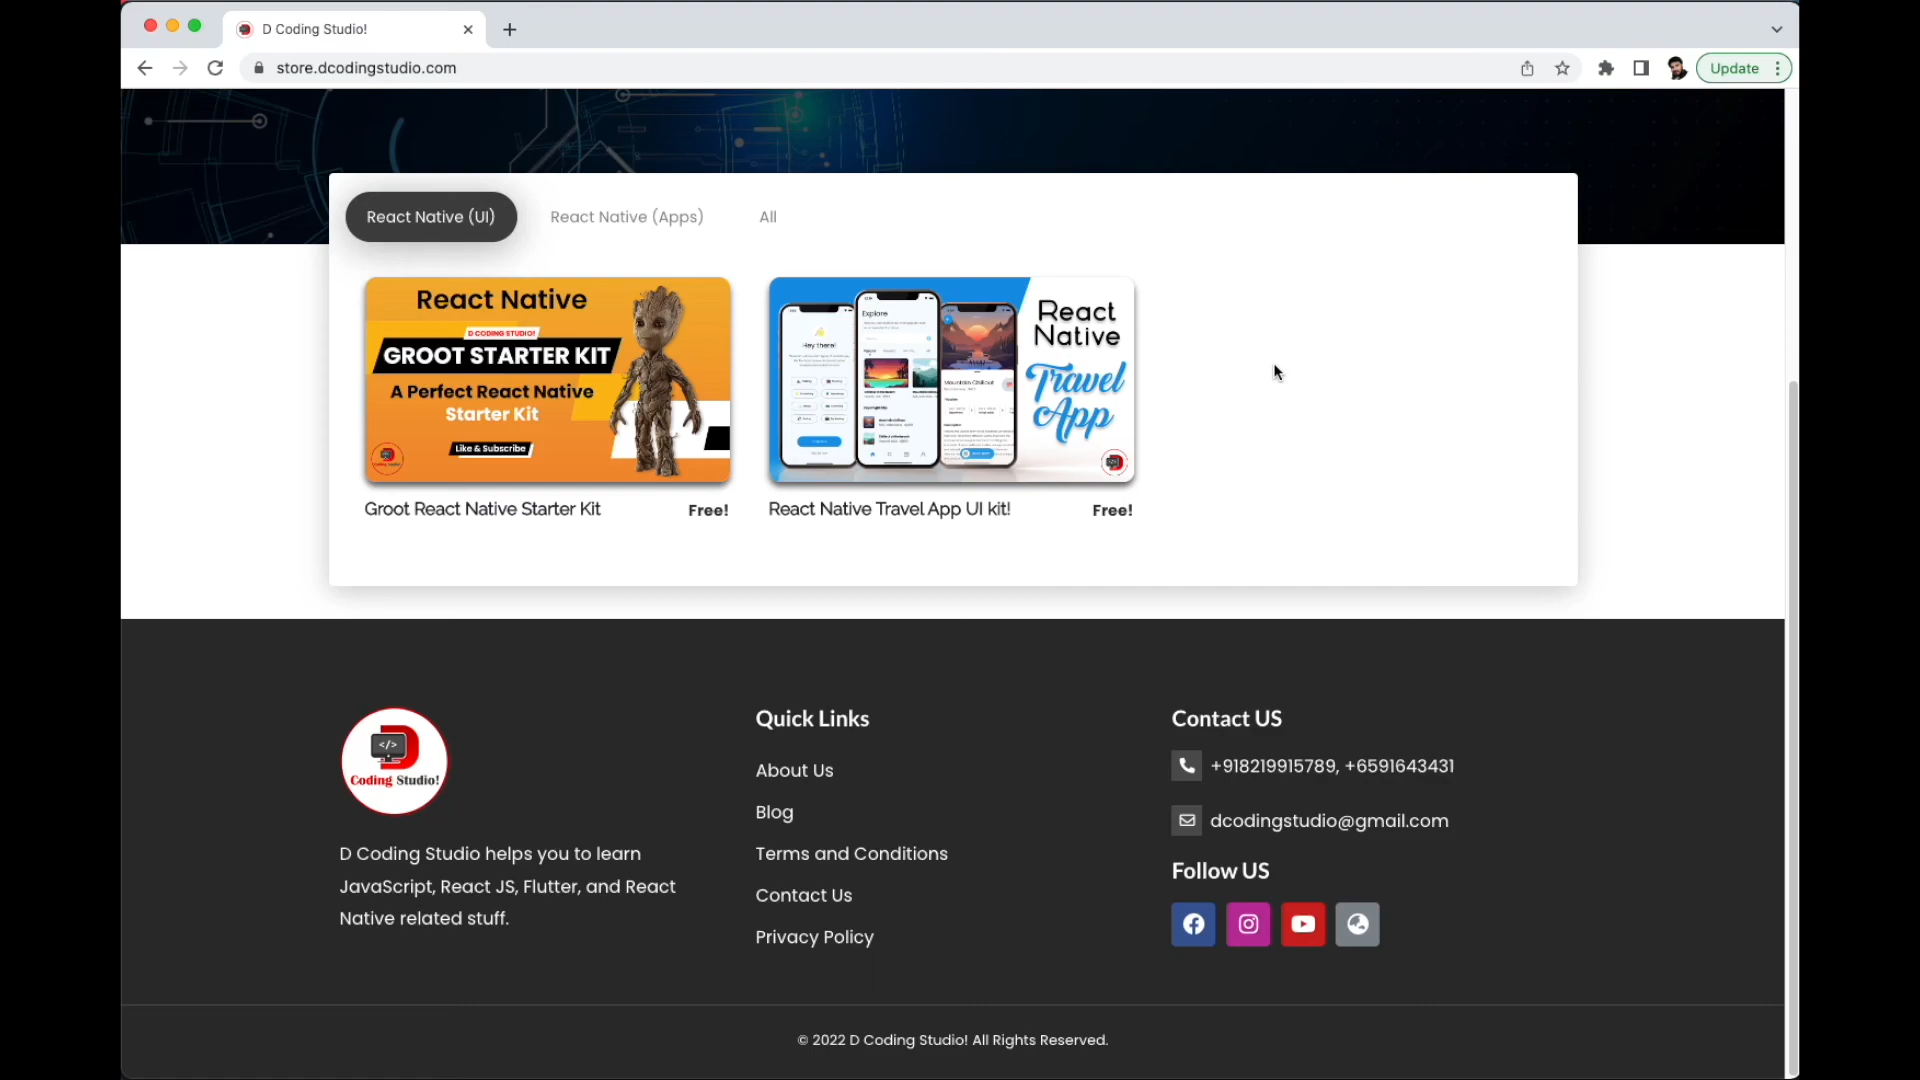 D Coding Studio!
store.dcodingstudio.com
Update
React Native (UI)
React Native (Apps)
All
React Native
D CODING STUDIO!
GROOT STARTER KIT
A Perfect React Native
Starter Kit
Like & Subscribe
Explore
Hey there!
React
Native
Travel
App
Groot React Native Starter Kit
Free!
React Native Travel App UI kit!
Free!
</>
D
Coding Studio!
D Coding Studio helps you to learn
JavaScript, React JS, Flutter, and React
Native related stuff.
Quick Links
About Us
Blog
Terms and Conditions
Contact Us
Privacy Policy
Contact US
+918219915789, +6591643431
dcodingstudio@gmail.com
Follow US
© 2022 D Coding Studio! All Rights Reserved.